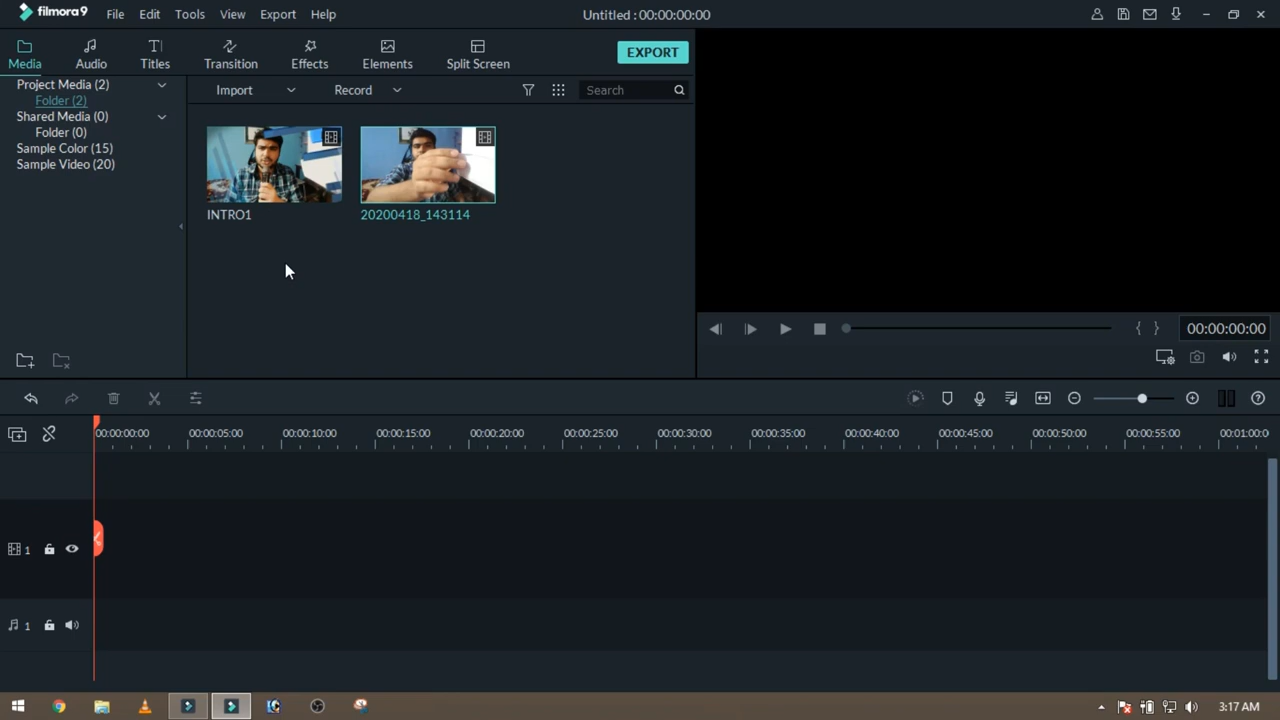 filmora9 File Edit Tools View Export Help Untitled : 00:00:00:00
Media Audio Titles Transition Effects Elements Split Screen EXPORT
Project Media (2) Import Record Search
Folder (2)
Shared Media (0)
Folder (0)
Sample Color (15)
Sample Video (20)
INTRO1 20200418_143114
00:00:00:00
00:00:00:00 00:00:05:00 00:00:10:00 00:00:15:00 00:00:20:00 00:00:25:00 00:00:30:00 00:00:35:00 00:00:40:00 00:00:45:00 00:00:50:00 00:00:55:00 00:01:00:0
1
1
3:17 AM